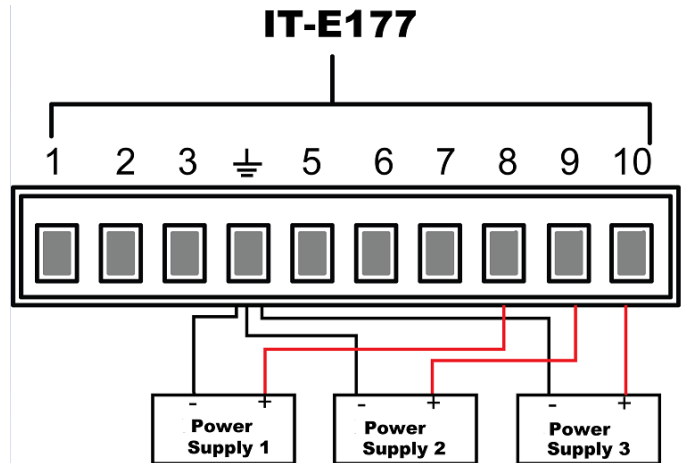 IT-E177
1 2 3 5 6 7 8 9 10
- + - + - +
Power Power Power
Supply 1 Supply 2 Supply 3